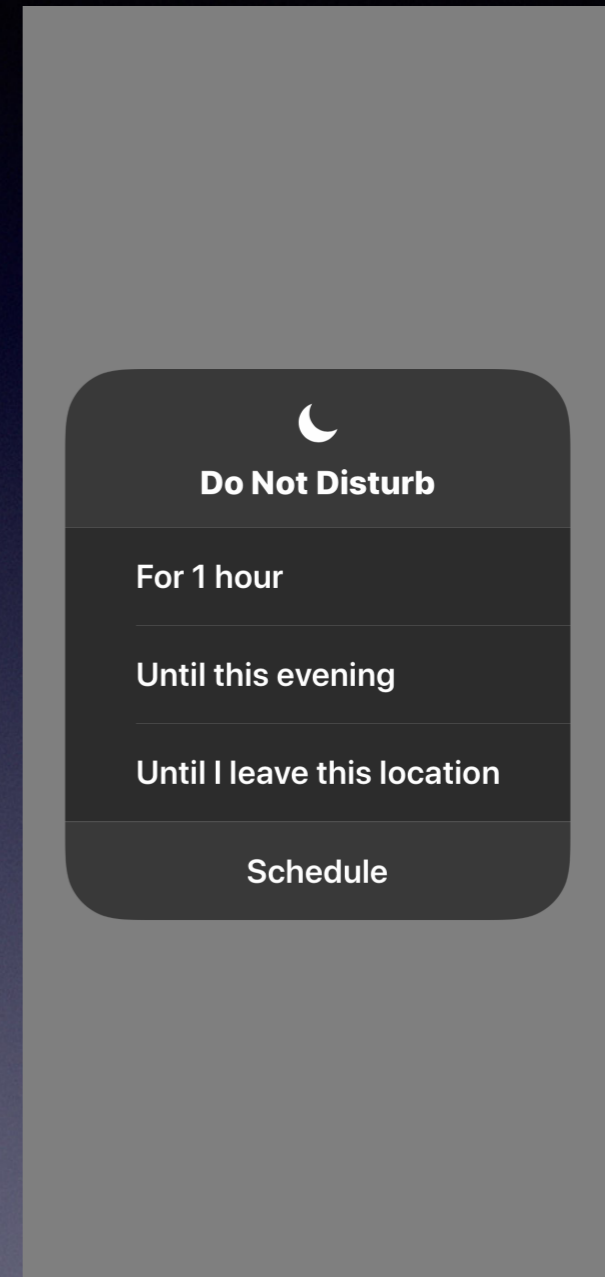 Do Not Disturb
For 1 hour
Until this evening
Until I leave this location
Schedule